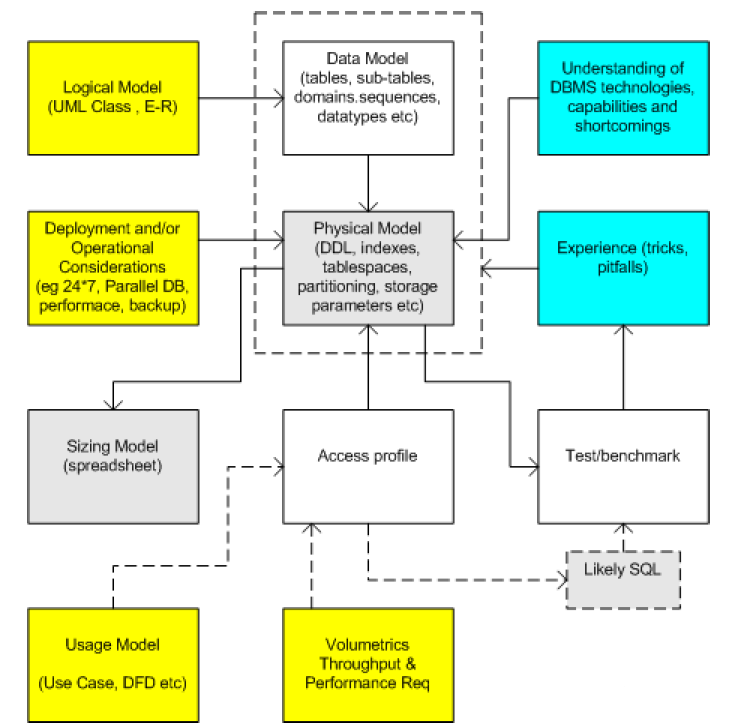 Logical Model
(UML Class , E-R)
Data Model
(tables, sub-tables,
domains.sequences,
datatypes etc)
Understanding of
DBMS technologies,
capabilities and
shortcomings
Deployment and/or
Operational
Considerations
(eg 24*7, Parallel DB,
performace, backup)
Physical Model
(DDL, indexes,
tablespaces,
partitioning, storage
parameters etc)
Experience (tricks,
pitfalls)
Sizing Model
(spreadsheet)
Access profile
Test/benchmark
Likely SQL
Usage Model
(Use Case, DFD etc)
Volumetrics
Throughput &
Performance Req